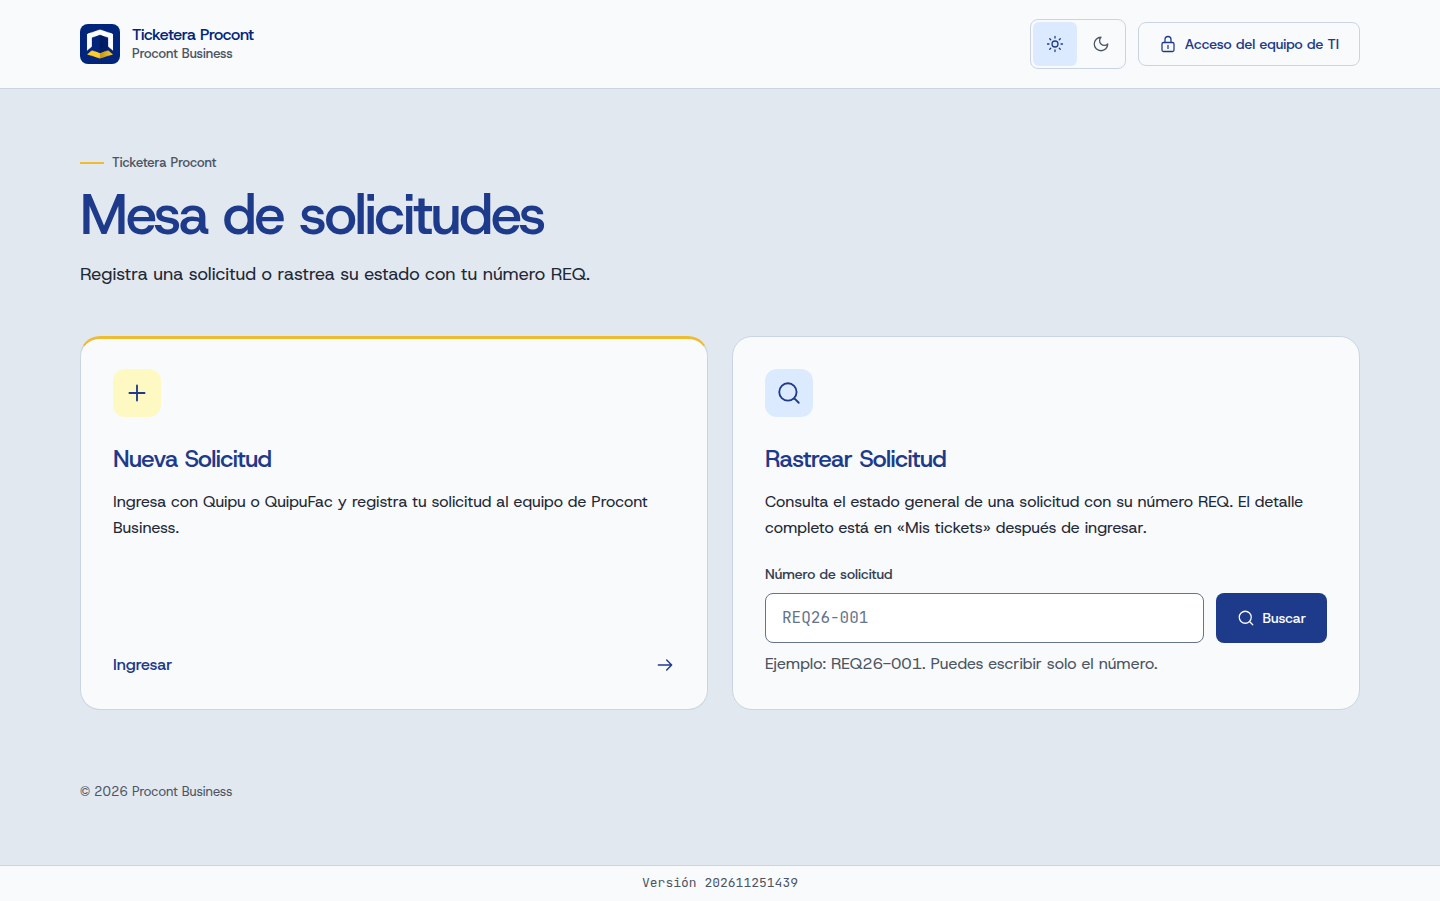 Ticketera Procont
Procont Business
Acceso del equipo de TI
Ticketera Procont
Mesa de solicitudes
Registra una solicitud o rastrea su estado con tu número REQ.
Nueva Solicitud
Ingresa con Quipu o QuipuFac y registra tu solicitud al equipo de Procont
Business.
Ingresar
Rastrear Solicitud
Consulta el estado general de una solicitud con su número REQ. El detalle
completo está en «Mis tickets» después de ingresar.
Número de solicitud
REQ26-001
Buscar
Ejemplo: REQ26-001. Puedes escribir solo el número.
© 2026 Procont Business
Versión 202611251439